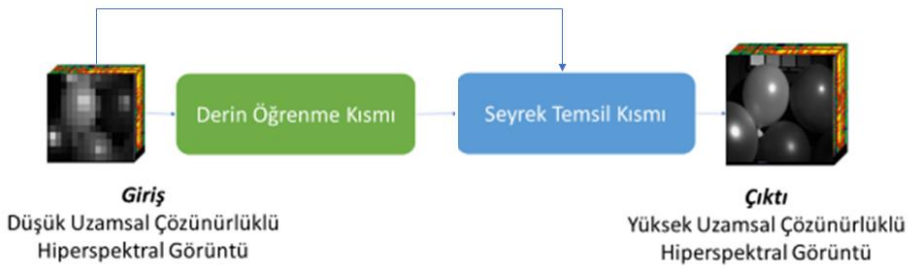 Derin Öğrenme Kısmı
Seyrek Temsil Kısmı
Giriş
Düşük Uzamsal Çözünürlüklü
Hiperspektral Görüntü
Çıktı
Yüksek Uzamsal Çözünürlüklü
Hiperspektral Görüntü